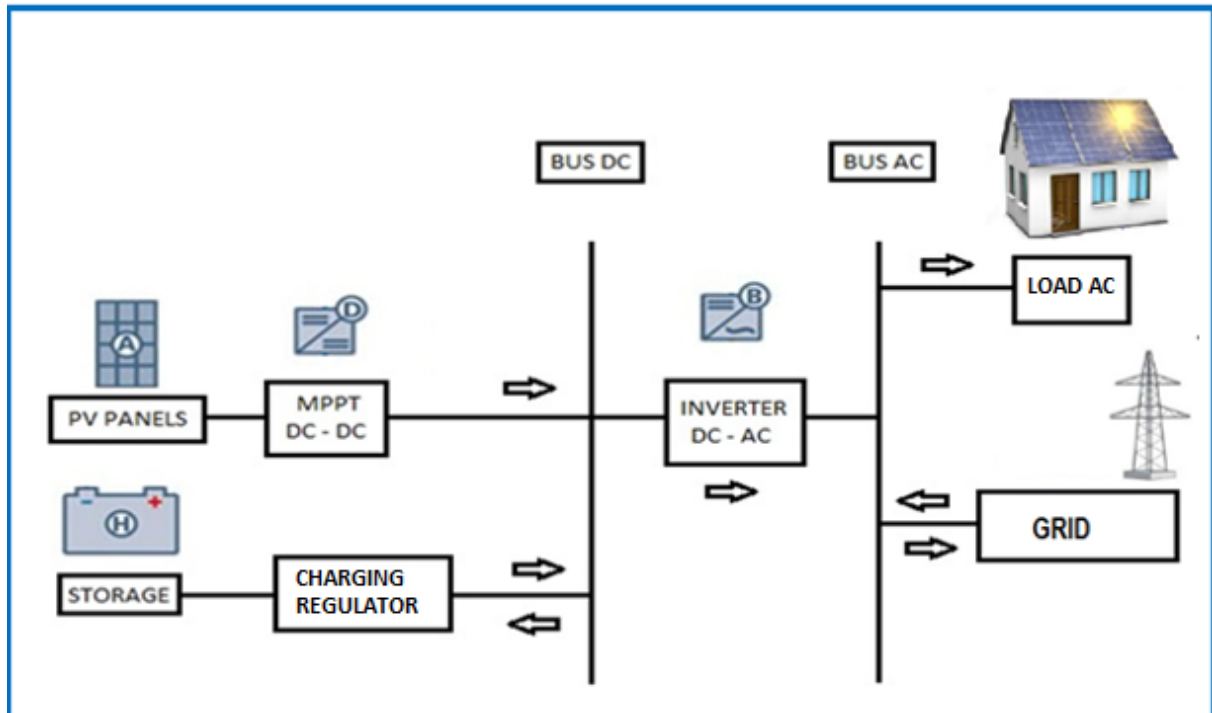 BUS DC
BUS AC
LOAD AC
A
D
B
PV PANELS
MPPT
DC - DC
INVERTER
DC - AC
H
- +
STORAGE
CHARGING
REGULATOR
GRID